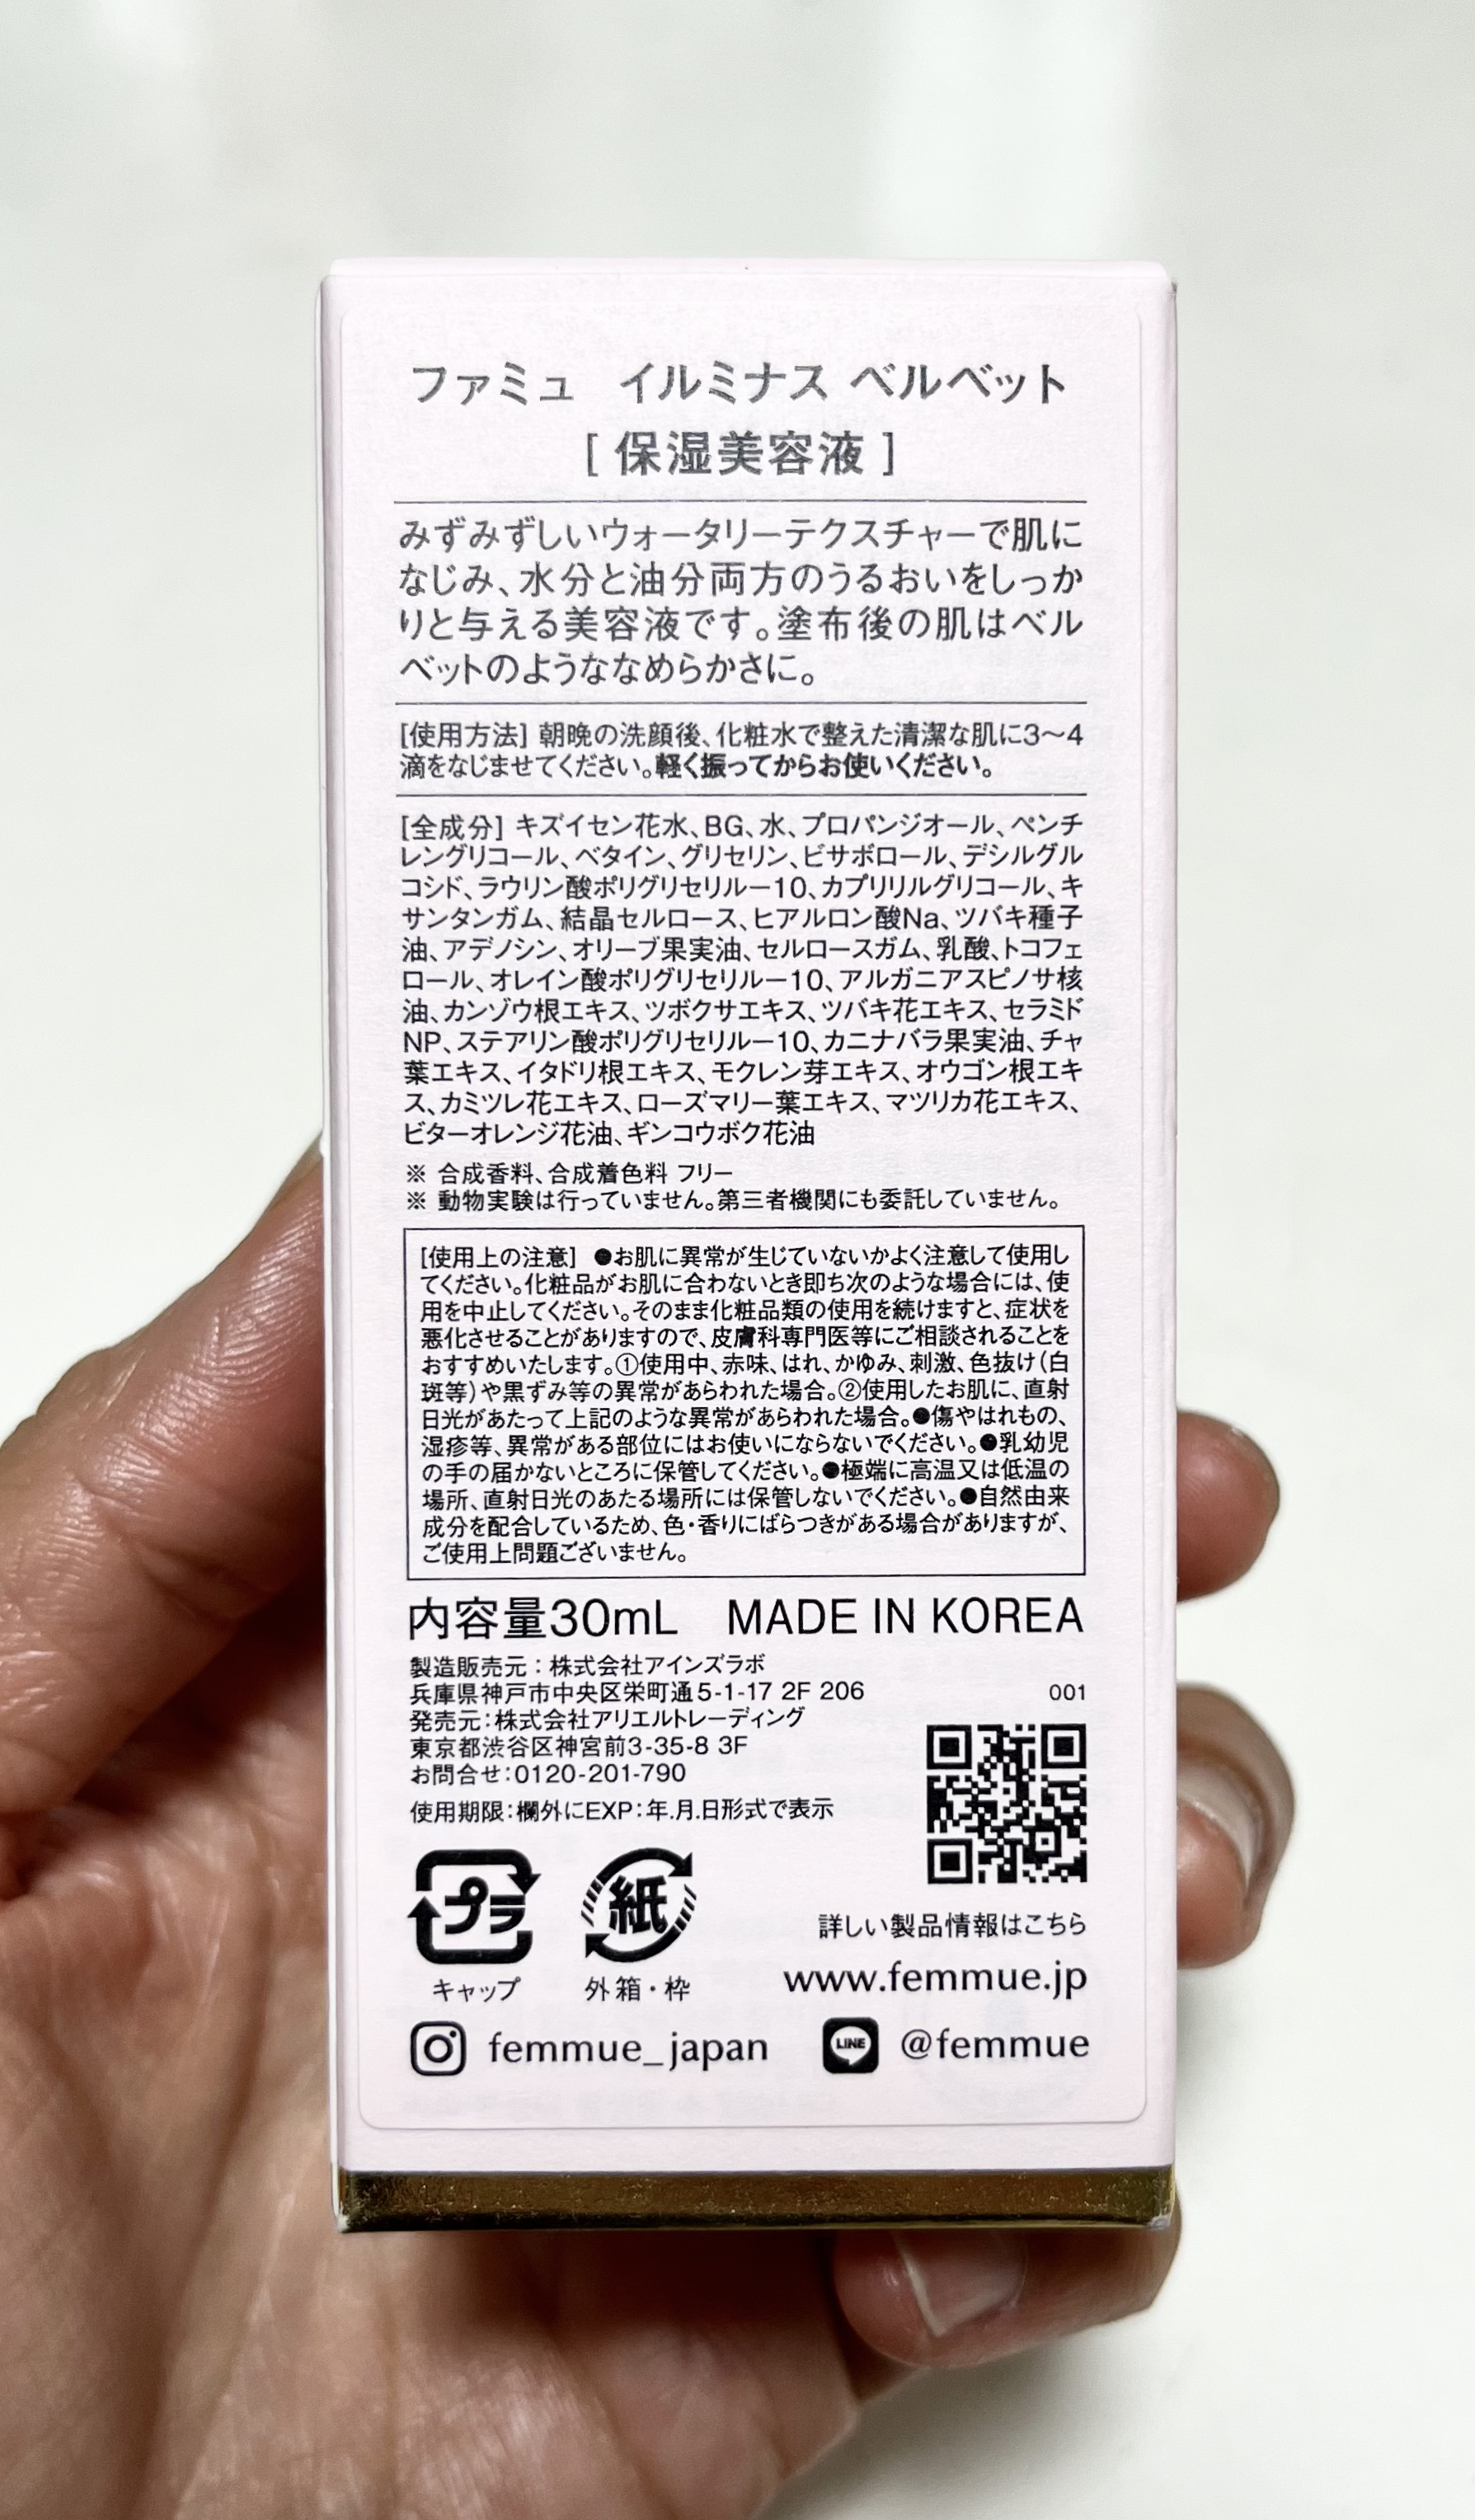 ファミュ イルミナス ベルベット
[ 保湿美容液 ]
みずみずしいウォータリーテクスチャーで肌に
なじみ、水分と油分両方のうるおいをしっか
りと与える美容液です。塗布後の肌はベル
ベットのようななめらかさに。
[使用方法] 朝晩の洗顔後、化粧水で整えた清潔な肌に3〜4
滴をなじませてください。軽く振ってからお使いください。
[全成分] キズイセン花水、BG、水、プロパンジオール、ペンチ
レングリコール、ベタイン、グリセリン、ビサボロール、デシルグル
コシド、ラウリン酸ポリグリセリル－10、カプリリルグリコール、キ
サンタンガム、結晶セルロース、ヒアルロン酸Na、ツバキ種子
油、アデノシン、オリーブ果実油、セルロースガム、乳酸、トコフェ
ロール、オレイン酸ポリグリセリル－10、アルガニアスピノサ核
油、カンゾウ根エキス、ツボクサエキス、ツバキ花エキス、セラミド
NP、ステアリン酸ポリグリセリル－10、カニナバラ果実油、チャ
葉エキス、イタドリ根エキス、モクレン芽エキス、オウゴン根エキ
ス、カミツレ花エキス、ローズマリー葉エキス、マツリカ花エキス、
ビターオレンジ花油、ギンコウボク花油
※ 合成香料、合成着色料 フリー
※ 動物実験は行っていません。第三者機関にも委託していません。
[使用上の注意] ●お肌に異常が生じていないかよく注意して使用し
てください。化粧品がお肌に合わないとき即ち次のような場合には、使
用を中止してください。そのまま化粧品類の使用を続けますと、症状を
悪化させることがありますので、皮膚科専門医等にご相談されることを
おすすめいたします。①使用中、赤味、はれ、かゆみ、刺激、色抜け（白
斑等）や黒ずみ等の異常があらわれた場合。②使用したお肌に、直射
日光があたって上記のような異常があらわれた場合。●傷やはれもの、
湿疹等、異常がある部位にはお使いにならないでください。●乳幼児
の手の届かないところに保管してください。●極端に高温又は低温の
場所、直射日光のあたる場所には保管しないでください。●自然由来
成分を配合しているため、色・香りにばらつきがある場合がありますが、
ご使用上問題ございません。
内容量30mL MADE IN KOREA
製造販売元：株式会社アインズラボ
兵庫県神戸市中央区栄町通5-1-17 2F 206
001
発売元：株式会社アリエルトレーディング
東京都渋谷区神宮前3-35-8 3F
お問合せ：0120-201-790
使用期限：欄外にEXP：年.月.日形式で表示
プラ
紙
キャップ
外箱・枠
詳しい製品情報はこちら
www.femmue.jp
femmue_japan
LINE
@femmue